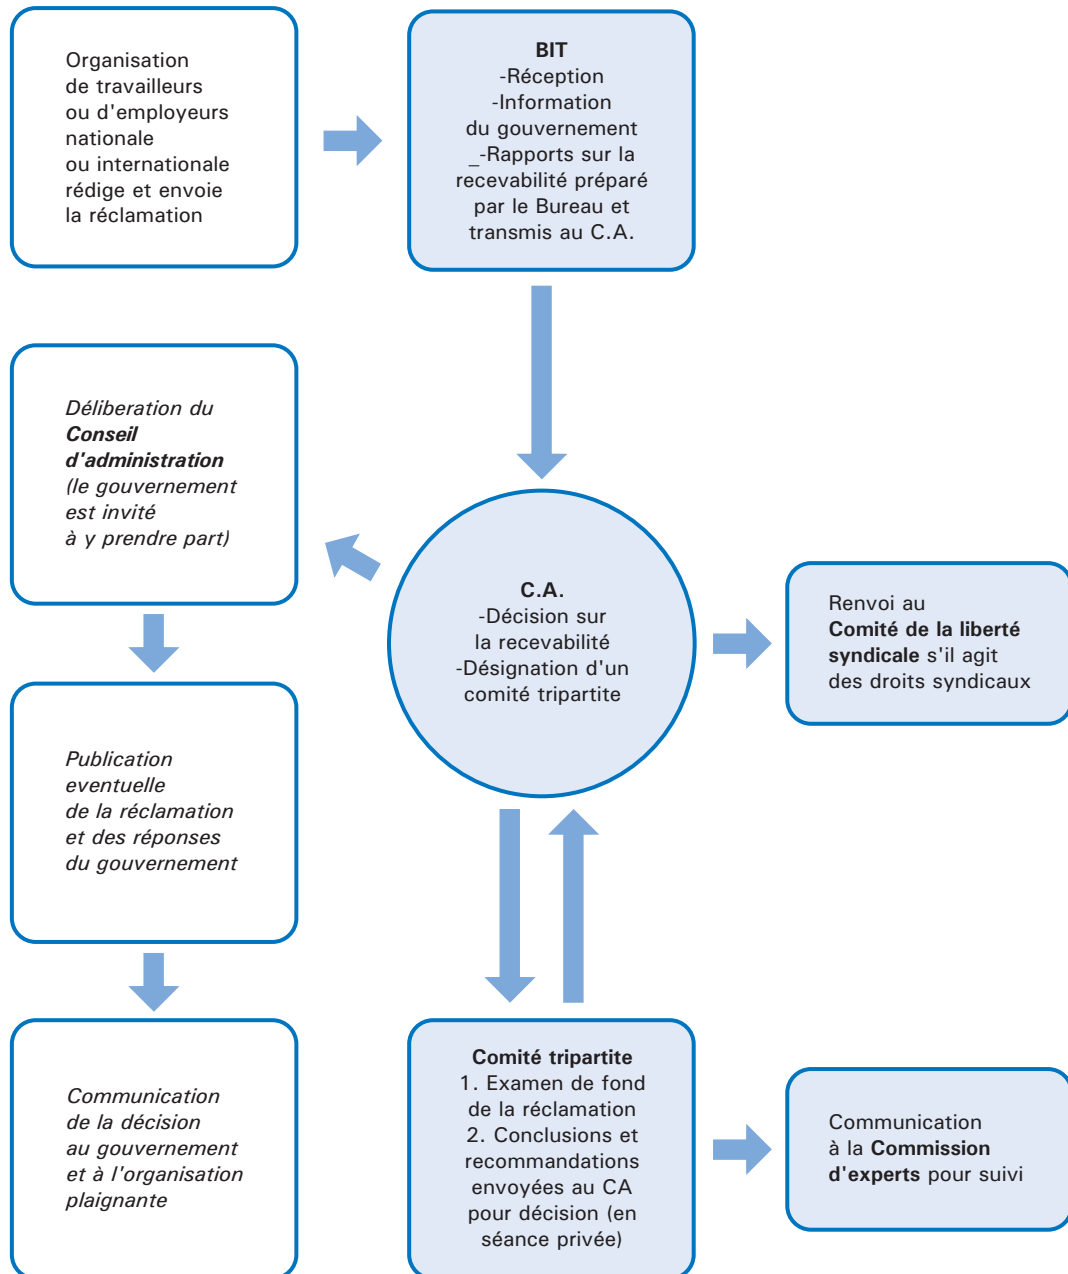 Organisation
de travailleurs
ou d'employeurs
nationale
ou internationale
rédige et envoie
la réclamation
BIT
-Réception
-Information
du gouvernement
_-Rapports sur la
recevabilité préparé
par le Bureau et
transmis au C.A.
Déliberation du
Conseil
d'administration
(le gouvernement
est invité
à y prendre part)
C.A.
-Décision sur
la recevabilité
-Désignation d'un
comité tripartite
Renvoi au
Comité de la liberté
syndicale s'il agit
des droits syndicaux
Publication
eventuelle
de la réclamation
et des réponses
du gouvernement
Communication
de la décision
au gouvernement
et à l'organisation
plaignante
Comité tripartite
1. Examen de fond
de la réclamation
2. Conclusions et
recommandations
envoyées au CA
pour décision (en
séance privée)
Communication
à la Commission
d'experts pour suivi